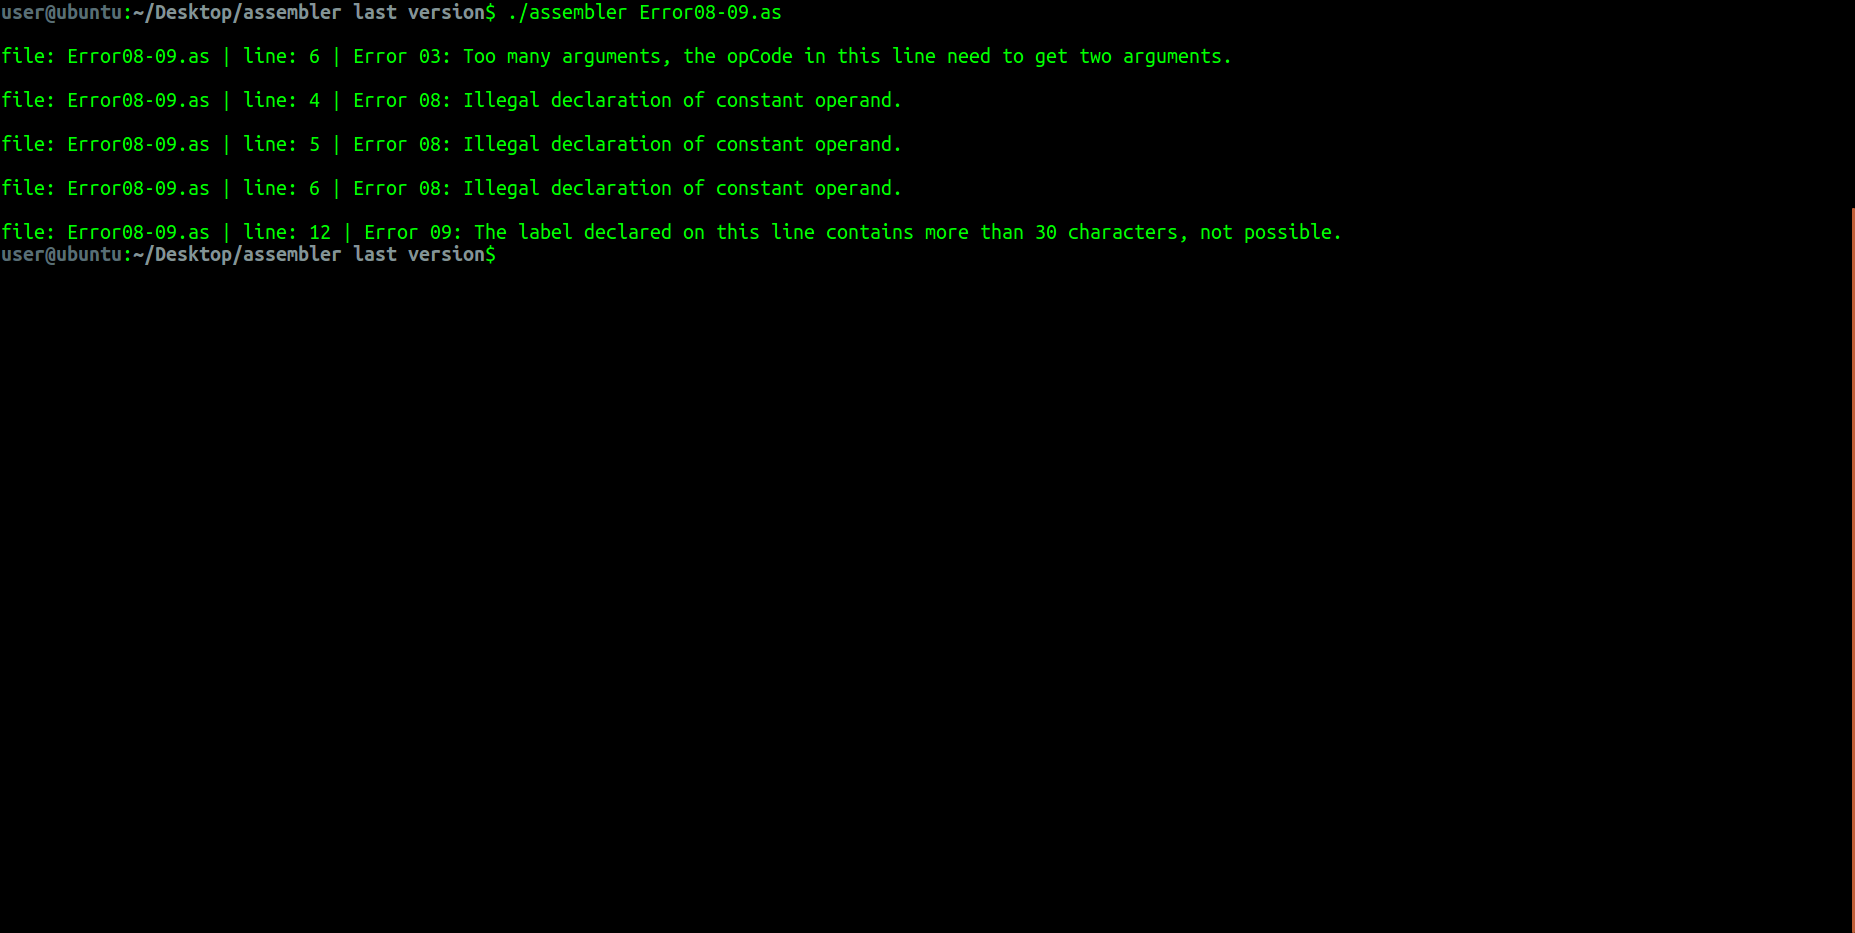 user@ubuntu:~/Desktop/assembler last version$ ./assembler Error08-09.as
file: Error08-09.as | line: 6 | Error 03: Too many arguments, the opCode in this line need to get two arguments.
file: Error08-09.as | line: 4 | Error 08: Illegal declaration of constant operand.
file: Error08-09.as | line: 5 | Error 08: Illegal declaration of constant operand.
file: Error08-09.as | line: 6 | Error 08: Illegal declaration of constant operand.
file: Error08-09.as | line: 12 | Error 09: The label declared on this line contains more than 30 characters, not possible.
user@ubuntu:~/Desktop/assembler last version$